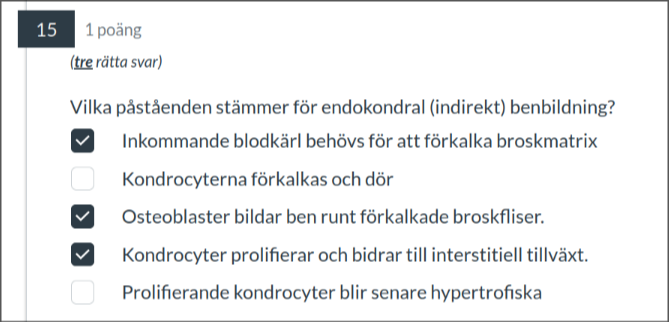 15 1 poäng
(tre rätta svar)
Vilka påståenden stämmer för endokondral (indirekt) benbildning?
Inkommande blodkärl behövs för att förkalka broskmatrix
Kondrocyterna förkalkas och dör
Osteoblaster bildar ben runt förkalkade broskfliser.
Kondrocyter prolifierar och bidrar till interstitiell tillväxt.
Prolifierande kondrocyter blir senare hypertrofiska